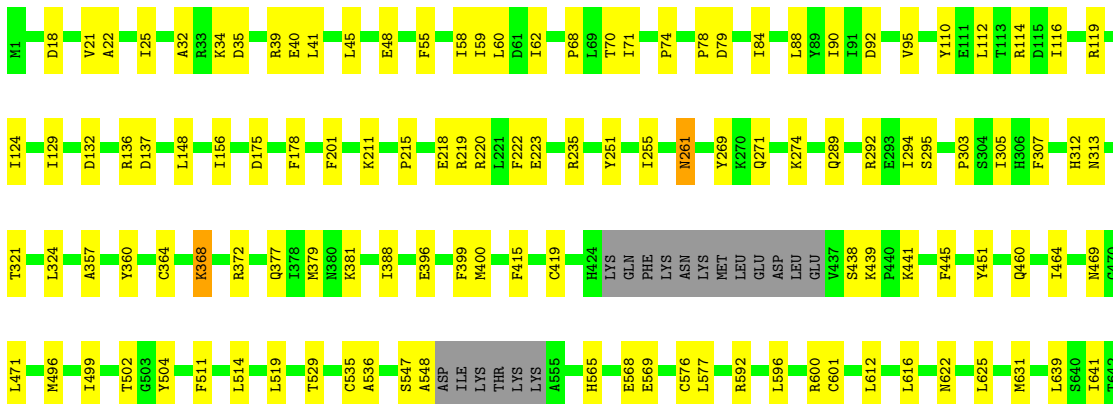 M1 D18 V21 A22 I25 A32 R33 K34 D35 R39 E40 L41 L45 E48 F55 I58 I59 L60 D61 I62 P68 L69 T70 I71 P74 P78 D79 I84 L88 Y89 I90 I91 D92 V95 Y110 E111 L112 T113 R114 D115 I116 R119
I124 I129 D132 R136 D137 L148 I156 D175 F178 F201 K211 P215 E218 R219 R220 L221 F222 E223 R235 Y251 I255 N261 Y269 K270 Q271 K274 Q289 R292 E293 I294 S295 P303 S304 I305 H306 F307 H312 N313
T321 L324 A357 Y360 C364 K368 R372 Q377 I378 M379 N380 K381 I388 E396 F399 M400 F415 C419 H424 LYS GLN PHE LYS ASN LYS MET LEU GLU ASP LEU GLU V437 S438 K439 P440 K441 F445 Y451 Q460 I464 N469 G470
L471 M496 I499 T502 G503 Y504 F511 L514 L519 T529 C535 A536 S547 A548 ASP ILE LYS THR LYS LYS A555 H565 E568 E569 C576 L577 R592 L596 R600 C601 L612 L616 N622 L625 M631 L639 S640 I641 T642